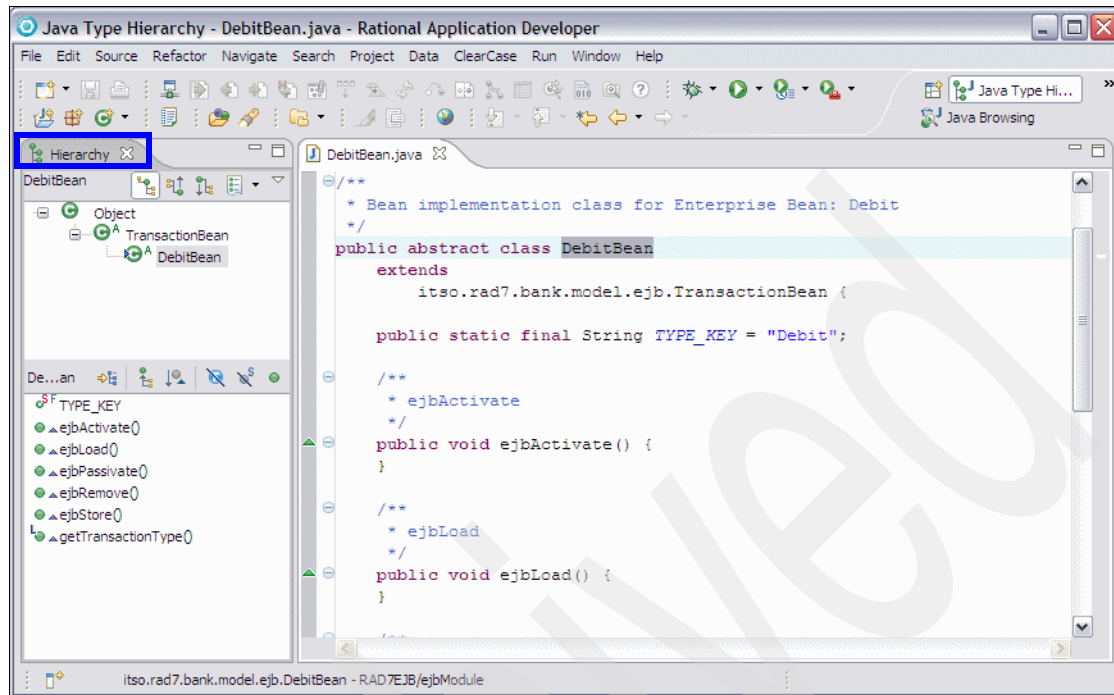 Java Type Hierarchy - DebitBean.java - Rational Application Developer
File Edit Source Refactor Navigate Search Project Data ClearCase Run Window Help
Java Type Hi...
Java Browsing
Hierarchy
DebitBean.java
DebitBean
Object
TransactionBean
DebitBean
De...an
TYPE_KEY
ejbActivate()
ejbLoad()
ejbPassivate()
ejbRemove()
ejbStore()
getTransactionType()
/**
* Bean implementation class for Enterprise Bean: Debit
*/
public abstract class DebitBean
extends
itso.rad7.bank.model.ejb.TransactionBean {
public static final String TYPE_KEY = "Debit";
/**
* ejbActivate
*/
public void ejbActivate() {
}
/**
* ejbLoad
*/
public void ejbLoad() {
}
/**
itso.rad7.bank.model.ejb.DebitBean - RAD7EJB/ejbModule